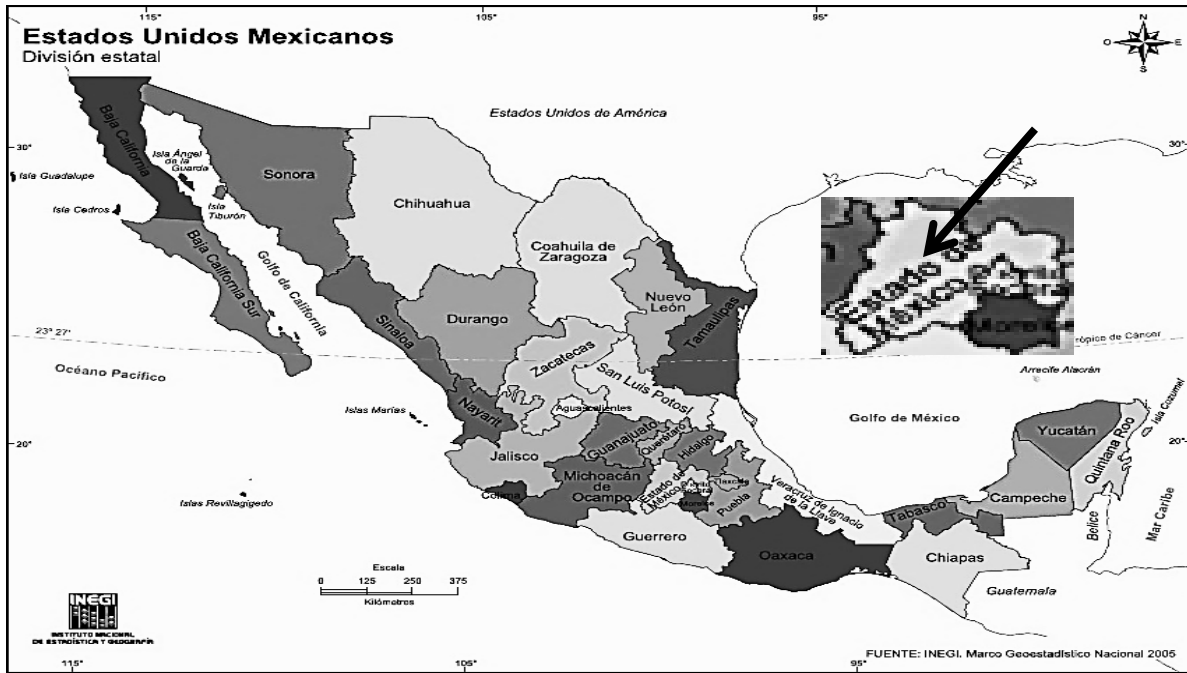 115°
105°
95°
Estados Unidos Mexicanos
División estatal
N
O
E
S
Estados Unidos de América
30°
30°
Baja California
Isla Ángel
de la
Guarda
Isla Guadalupe
Isla Cedros
Isla
Tiburón
Sonora
Chihuahua
Coahuila de
Zaragoza
Baja California Sur
Golfo de California
Nuevo
León
Tamaulipas
Sinaloa
Durango
Estado de
México
23° 27'
Trópico de Cáncer
Océano Pacífico
Zacatecas
San Luis Potosí
Arrecife Alacrán
Islas Marías
Nayarit
Aguascalientes
Golfo de México
Isla Cozumel
Yucatán
Quintana Roo
20°
20°
Jalisco
Guanajuato
Querétaro
Hidalgo
Michoacán
de
Ocampo
Colima
Estado de
México
Distrito
Federal
Tlaxcala
Morelos
Puebla
Veracruz de Ignacio
de la Llave
Campeche
Tabasco
Islas Revillagigedo
Guerrero
Oaxaca
Chiapas
Belice
Mar Caribe
Guatemala
Escala
0 125 250 375
Kilómetros
INEGI
INSTITUTO NACIONAL
DE ESTADÍSTICA Y GEOGRAFÍA
FUENTE: INEGI. Marco Geoestadístico Nacional 2005
115°
105°
95°